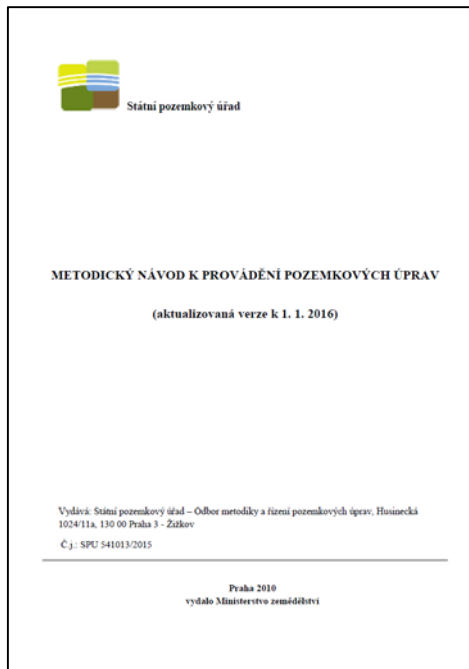 Státní pozemkový úřad
METODICKÝ NÁVOD K PROVÁDĚNÍ POZEMKOVÝCH ÚPRAV
(aktualizovaná verze k 1. 1. 2016)
Vydává: Státní pozemkový úřad – Odbor metodiky a řízení pozemkových úprav, Husinecká
1024/11a, 130 00 Praha 3 - Žižkov
Č.j.: SPU 541013/2015
Praha 2010
vydalo Ministerstvo zemědělství